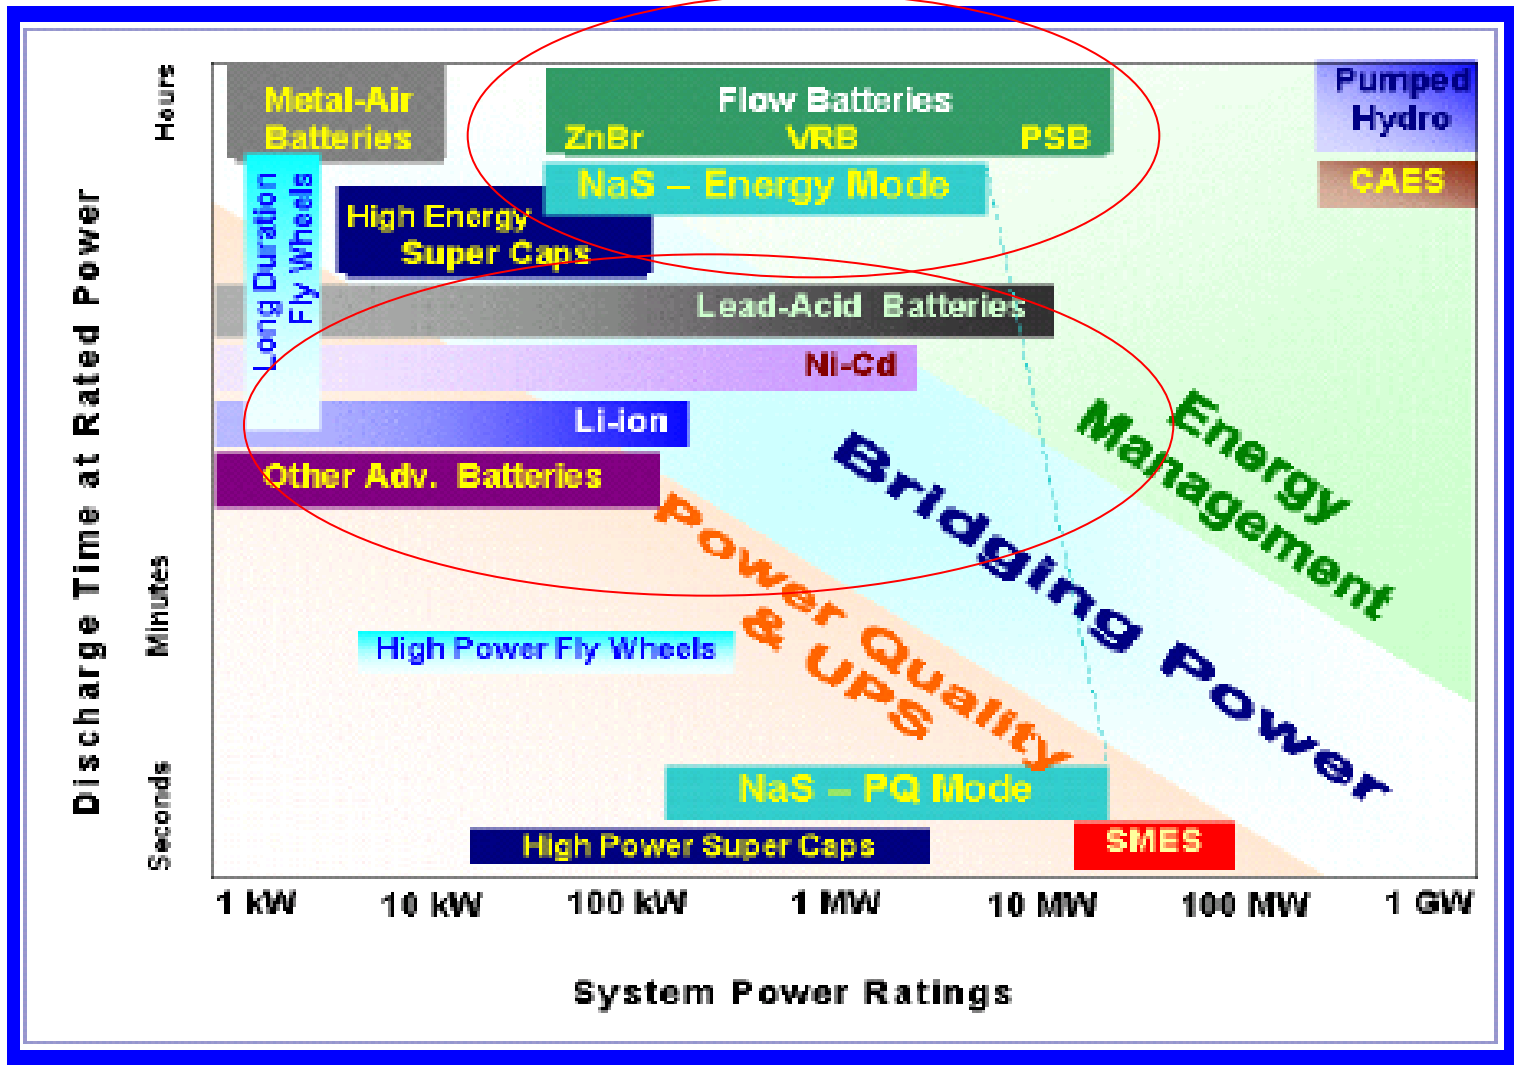 Hours
Minutes
Seconds
Discharge Time at Rated Power
Metal-Air
Batteries
Flow Batteries
ZnBr VRB PSB
Pumped
Hydro
NaS – Energy Mode
CAES
Long Duration
Fly Wheels
High Energy
Super Caps
Lead-Acid Batteries
Ni-Cd
Li-ion
Other Adv. Batteries
Energy
Management
Bridging Power
Power Quality
& UPS
High Power Fly Wheels
NaS – PQ Mode
High Power Super Caps
SMES
1 kW 10 kW 100 kW 1 MW 10 MW 100 MW 1 GW
System Power Ratings